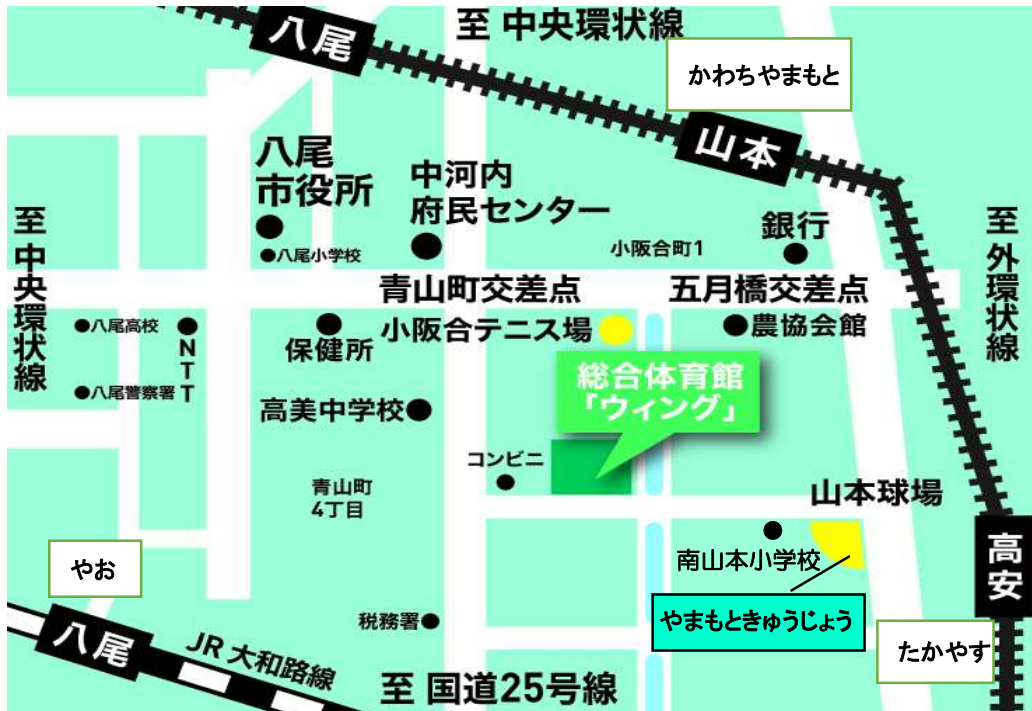 至 中央環状線
八尾
かわちやまもと
山本
八尾
市役所
中河内
府民センター
八尾小学校
小阪合町1
銀行
至 中央環状線
至 外環状線
青山町交差点
五月橋交差点
八尾高校
NTT
保健所
小阪合テニス場
農協会館
八尾警察署
総合体育館
「ウィング」
高美中学校
コンビニ
青山町
4丁目
山本球場
南山本小学校
高安
やお
税務署
やまもときゅうじょう
たかやす
八尾
JR 大和路線
至 国道25号線